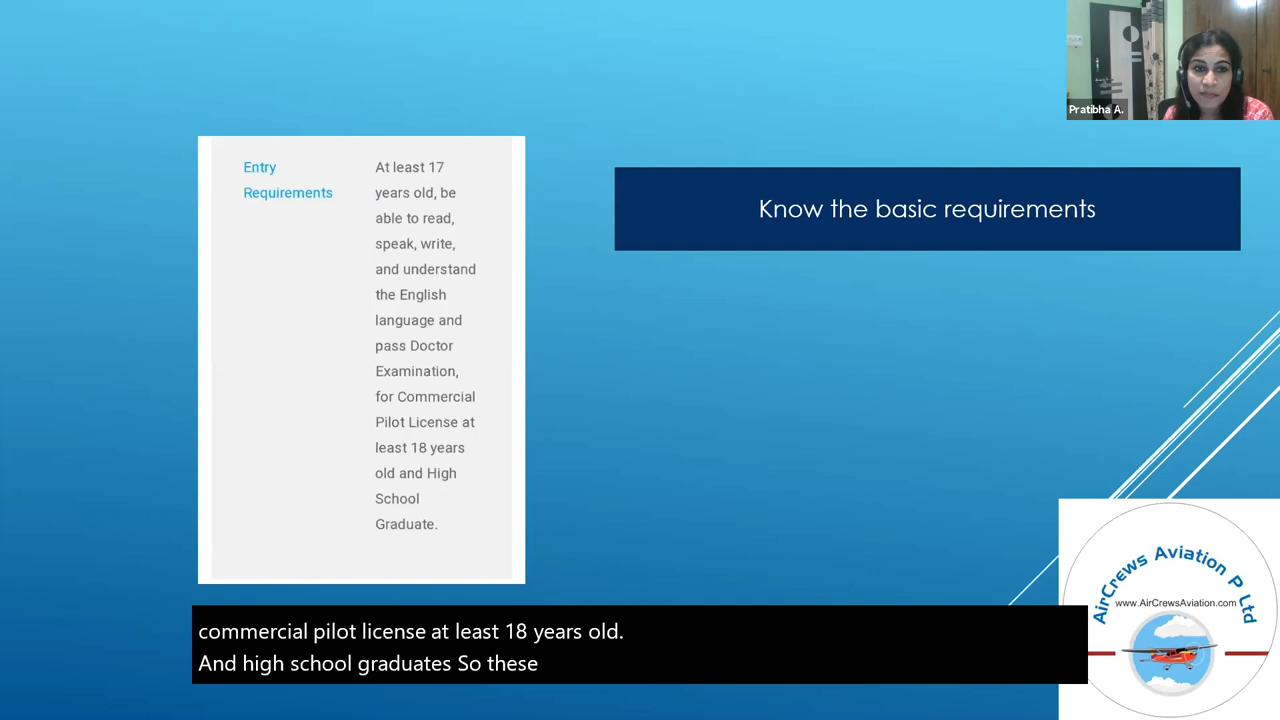 Pratibha A.
Entry
Requirements
At least 17
years old, be
able to read,
speak, write,
and understand
the English
language and
pass Doctor
Examination,
for Commercial
Pilot License at
least 18 years
old and High
School
Graduate.
Know the basic requirements
commercial pilot license at least 18 years old.
And high school graduates So these
AirCrews Aviation P Ltd
www.AirCrewsAviation.com